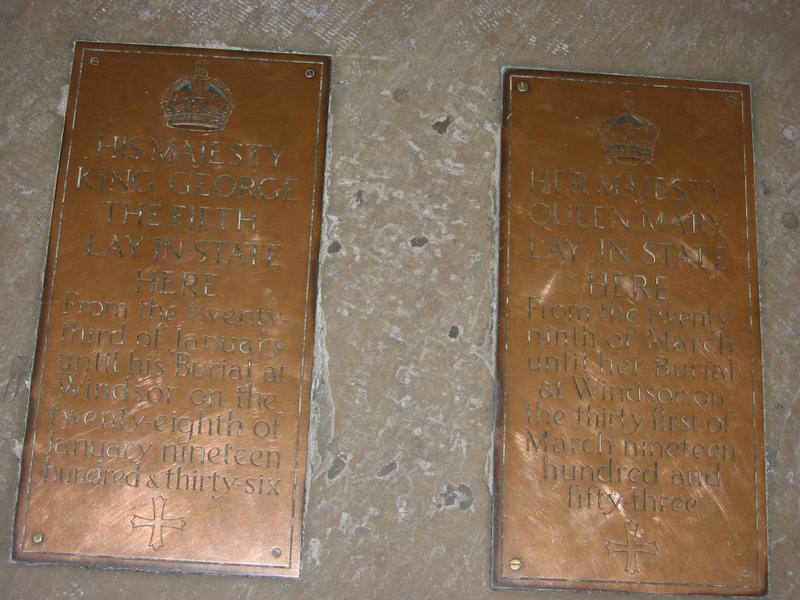 HIS MAJESTY
KING GEORGE
THE FIFTH
LAY IN STATE
HERE
From the twenty-
third of January
until his Burial at
Windsor on the
twenty-eighth of
January nineteen
hundred & thirty-six
HER MAJESTY
QUEEN MARY
LAY IN STATE
HERE
From the twenty
ninth of March
until her Burial
at Windsor on
the thirty-first of
March nineteen
hundred and
fifty-three